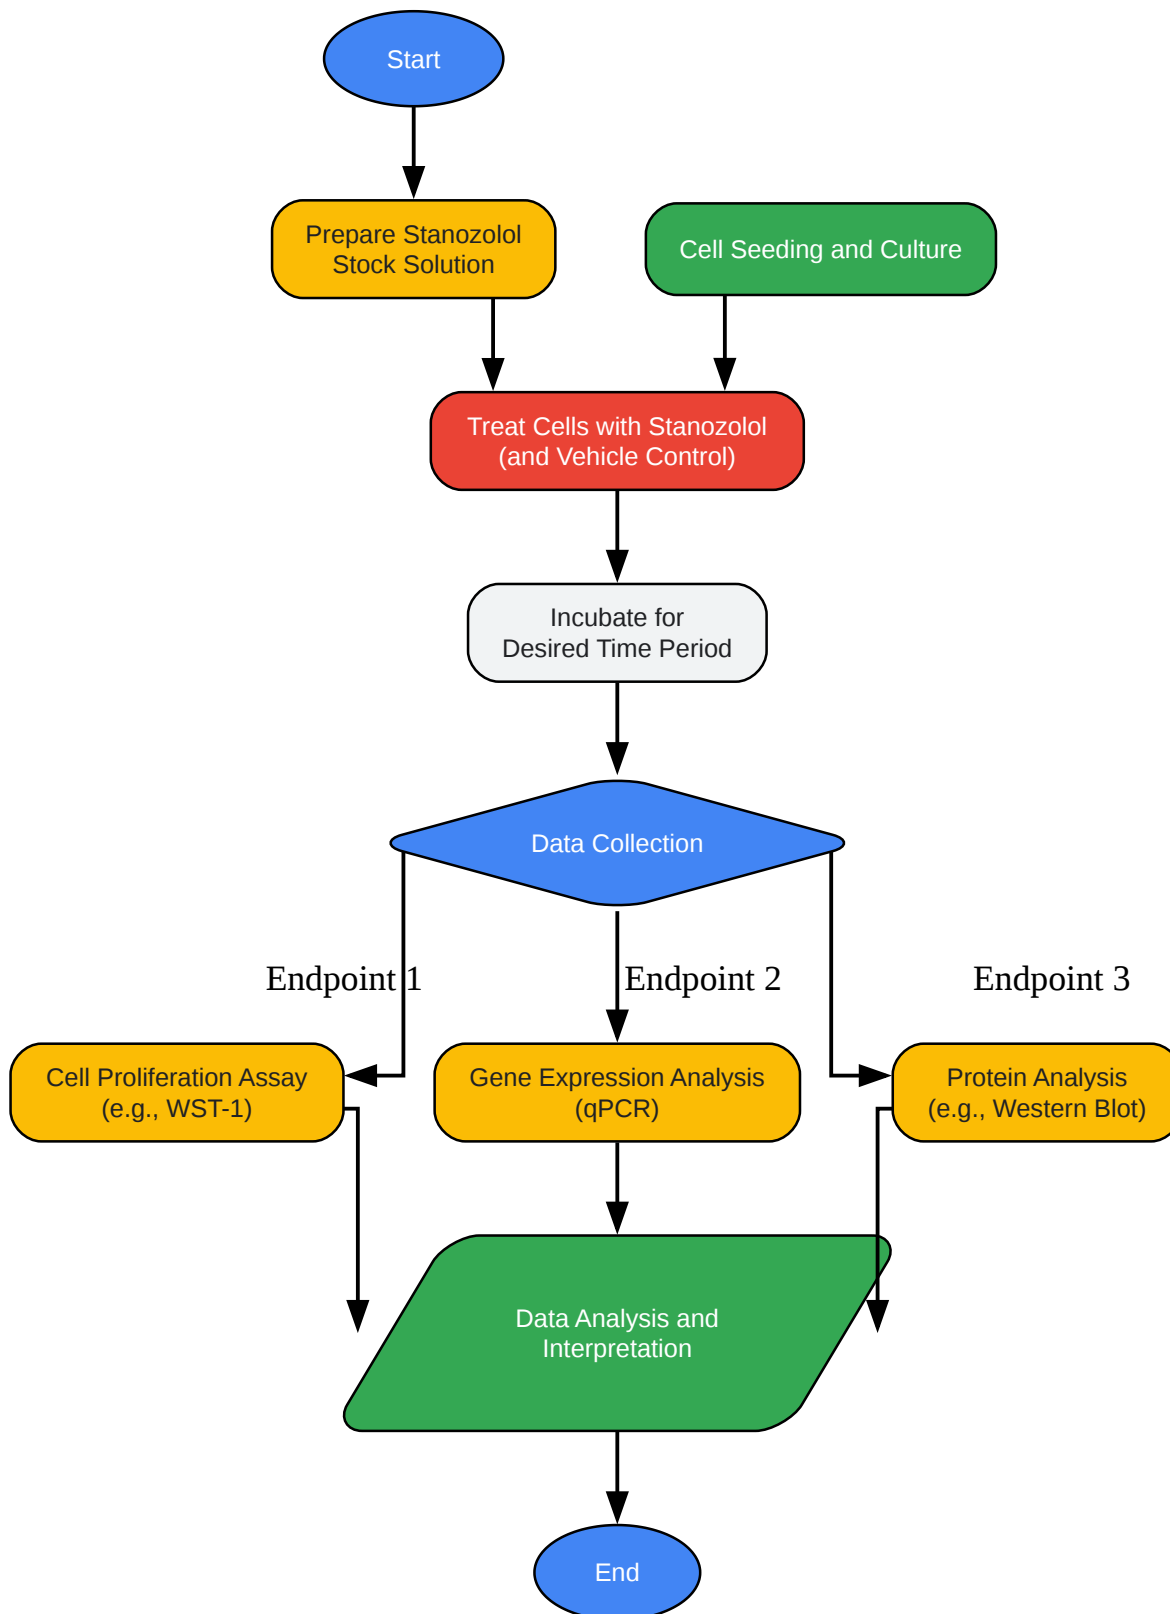 Start
Prepare Stanozolol
Stock Solution
Cell Seeding and Culture
Treat Cells with Stanozolol
(and Vehicle Control)
Incubate for
Desired Time Period
Data Collection
Endpoint 1
Endpoint 2
Endpoint 3
Cell Proliferation Assay
(e.g., WST-1)
Gene Expression Analysis
(qPCR)
Protein Analysis
(e.g., Western Blot)
Data Analysis and
Interpretation
End